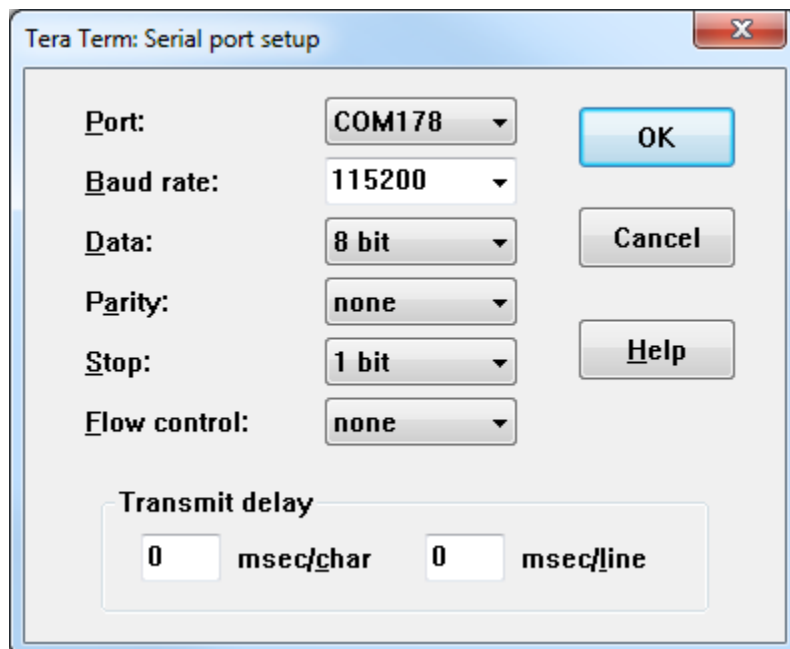 Tera Term: Serial port setup
Port: COM178
OK
Baud rate: 115200
Data: 8 bit
Cancel
Parity: none
Stop: 1 bit
Help
Flow control: none
Transmit delay
0 msec/char 0 msec/line